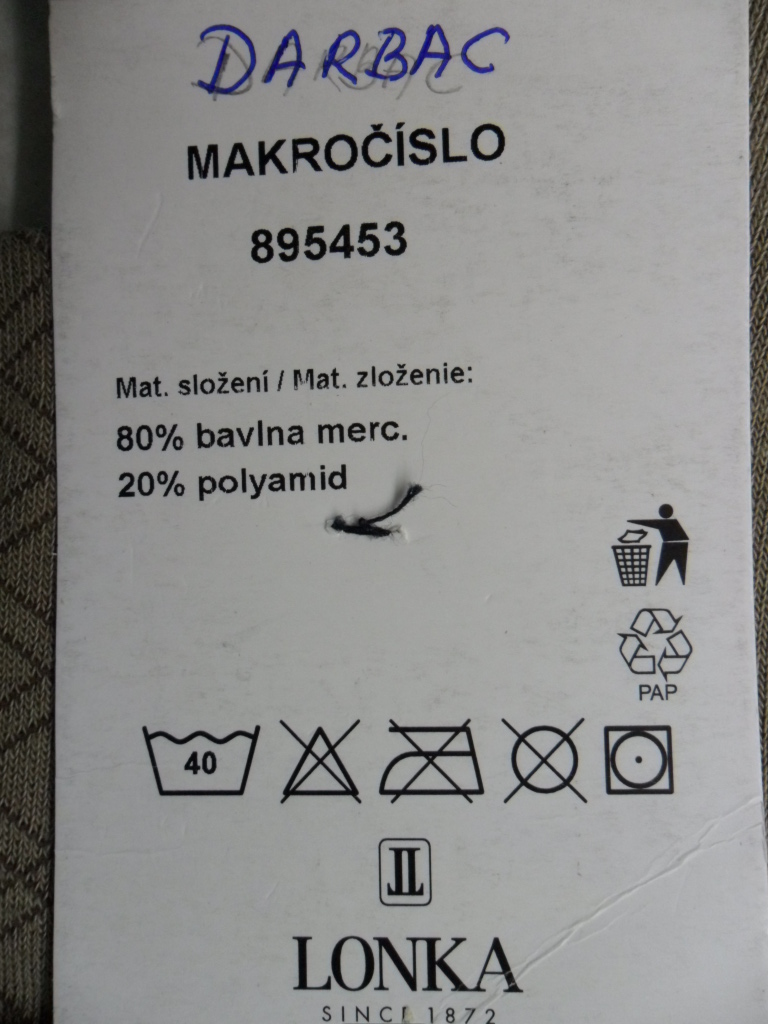 DARBAC
MAKROČÍSLO
895453
Mat. složení / Mat. zloženie:
80% bavlna merc.
20% polyamid
PAP
40
LONKA
SINCE 1872